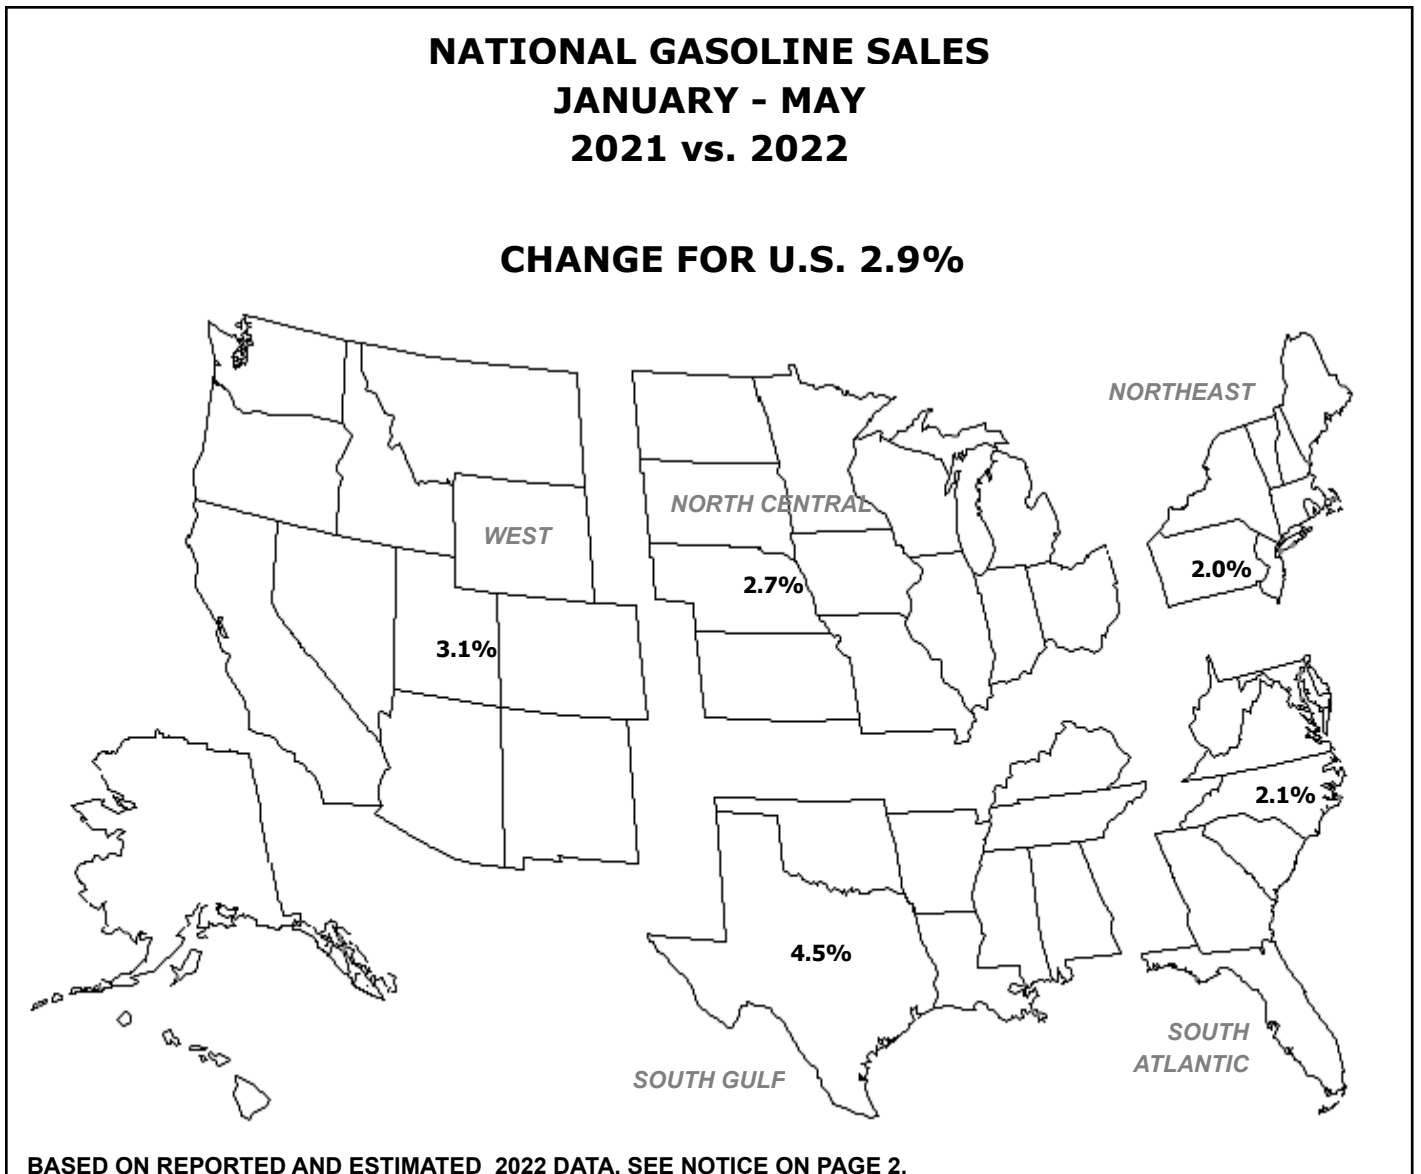 NATIONAL GASOLINE SALES
JANUARY - MAY
2021 vs. 2022
CHANGE FOR U.S. 2.9%
NORTHEAST
NORTH CENTRAL
WEST
2.0%
2.7%
3.1%
2.1%
4.5%
SOUTH
ATLANTIC
SOUTH GULF
BASED ON REPORTED AND ESTIMATED  2022 DATA. SEE NOTICE ON PAGE 2.